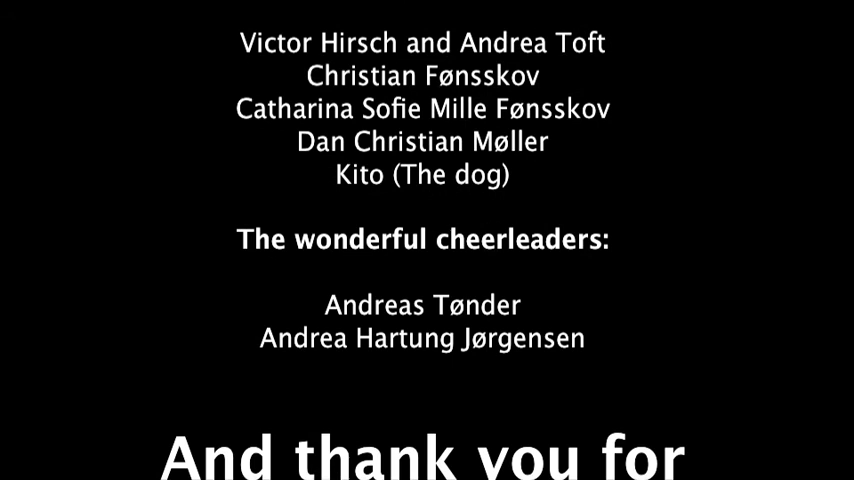 Victor Hirsch and Andrea Toft
Christian Fønsskov
Catharina Sofie Mille Fønsskov
Dan Christian Møller
Kito (The dog)
The wonderful cheerleaders:
Andreas Tønder
Andrea Hartung Jørgensen
And thank you for